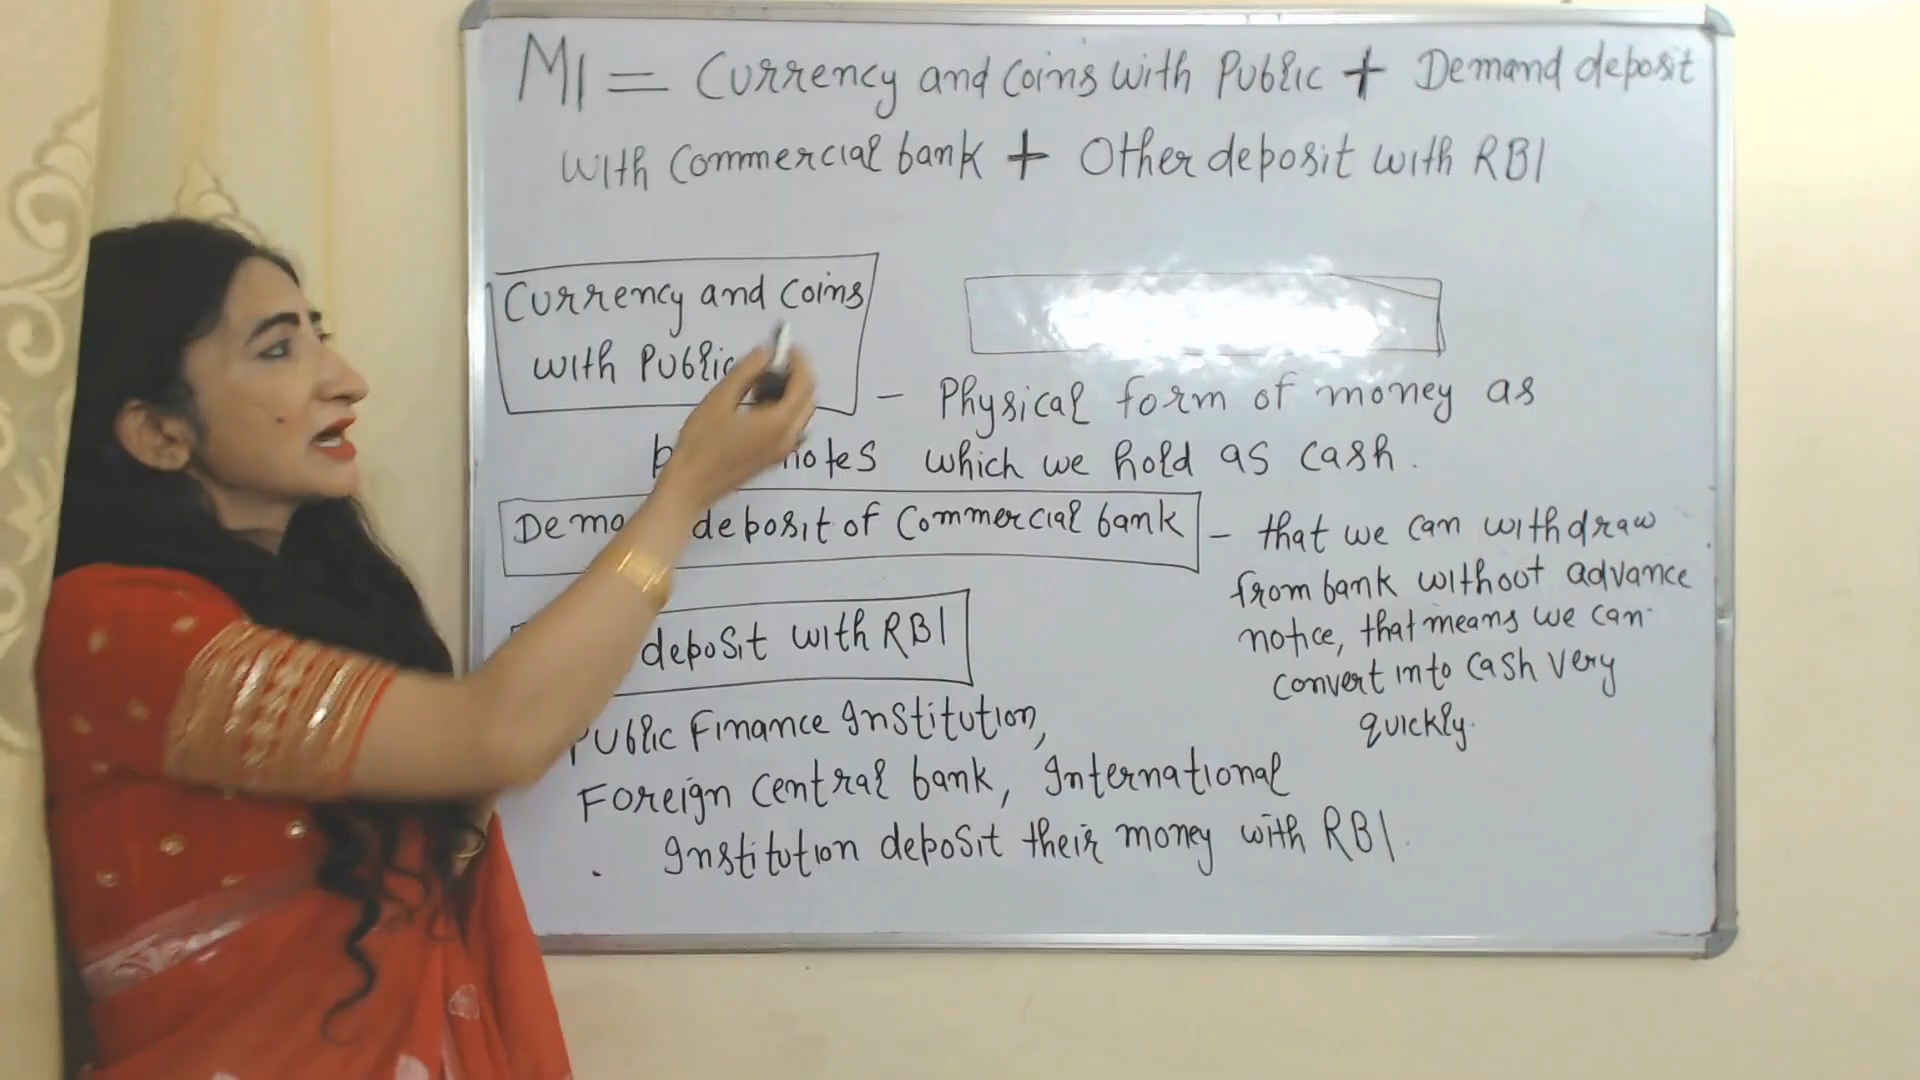 M1 = Currency and Coins with Public + Demand deposit
with Commercial bank + Other deposit with RBI
Currency and Coins
with Public
- Physical form of money as
notes which we hold as cash.
deposit of Commercial bank
- that we can withdraw
from bank without advance
notice, that means we can
convert into cash very
quickly.
deposit with RBI
Public Finance Institution,
Foreign central bank, International
Institution deposit their money with RBI.